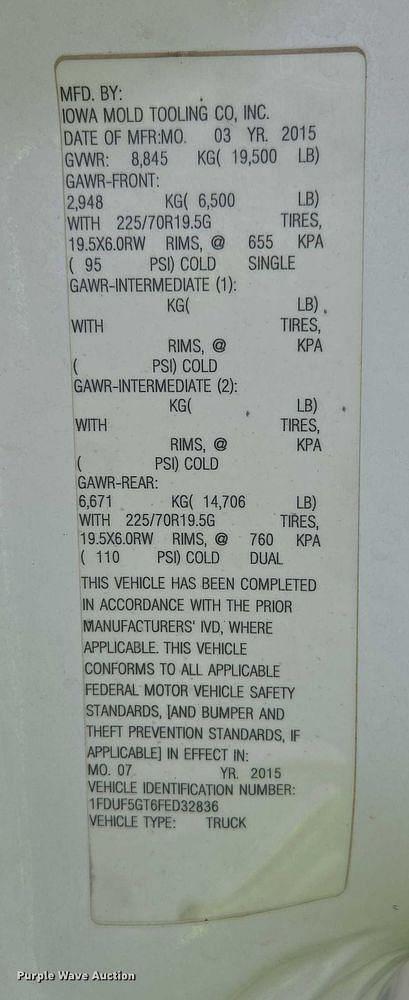 MFD. BY:
IOWA MOLD TOOLING CO, INC.
DATE OF MFR:MO. 03 YR. 2015
GVWR: 8,845 KG( 19,500 LB)
GAWR-FRONT:
2,948 KG( 6,500 LB)
WITH 225/70R19.5G TIRES,
19.5X6.0RW RIMS, @ 655 KPA
( 95 PSI) COLD SINGLE
GAWR-INTERMEDIATE (1):
KG( LB)
WITH TIRES,
RIMS, @ KPA
( PSI) COLD
GAWR-INTERMEDIATE (2):
KG( LB)
WITH TIRES,
RIMS, @ KPA
( PSI) COLD
GAWR-REAR:
6,671 KG( 14,706 LB)
WITH 225/70R19.5G TIRES,
19.5X6.0RW RIMS, @ 760 KPA
( 110 PSI) COLD DUAL
THIS VEHICLE HAS BEEN COMPLETED
IN ACCORDANCE WITH THE PRIOR
MANUFACTURERS' IVD, WHERE
APPLICABLE. THIS VEHICLE
CONFORMS TO ALL APPLICABLE
FEDERAL MOTOR VEHICLE SAFETY
STANDARDS, [AND BUMPER AND
THEFT PREVENTION STANDARDS, IF
APPLICABLE] IN EFFECT IN:
MO. 07 YR. 2015
VEHICLE IDENTIFICATION NUMBER:
1FDUF5GT6FED32836
VEHICLE TYPE: TRUCK
Purple Wave Auction